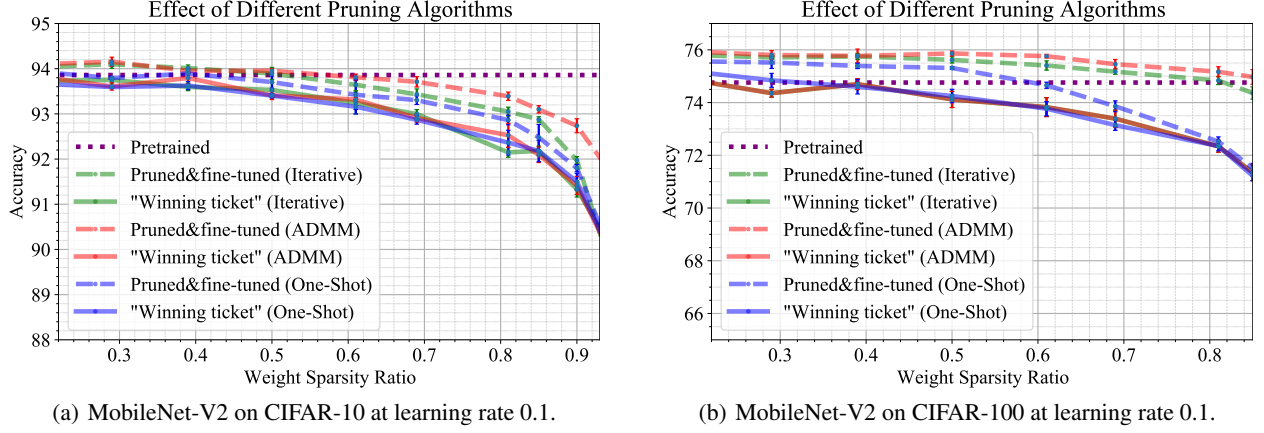 Effect of Different Pruning Algorithms
95
94
93
92
91
90
89
88
Accuracy
Pretrained
Pruned&fine-tuned (Iterative)
"Winning ticket" (Iterative)
Pruned&fine-tuned (ADMM)
"Winning ticket" (ADMM)
Pruned&fine-tuned (One-Shot)
"Winning ticket" (One-Shot)
0.3 0.4 0.5 0.6 0.7 0.8 0.9
Weight Sparsity Ratio
(a) MobileNet-V2 on CIFAR-10 at learning rate 0.1.
Effect of Different Pruning Algorithms
76
74
72
70
68
66
Accuracy
Pretrained
Pruned&fine-tuned (Iterative)
"Winning ticket" (Iterative)
Pruned&fine-tuned (ADMM)
"Winning ticket" (ADMM)
Pruned&fine-tuned (One-Shot)
"Winning ticket" (One-Shot)
0.3 0.4 0.5 0.6 0.7 0.8
Weight Sparsity Ratio
(b) MobileNet-V2 on CIFAR-100 at learning rate 0.1.